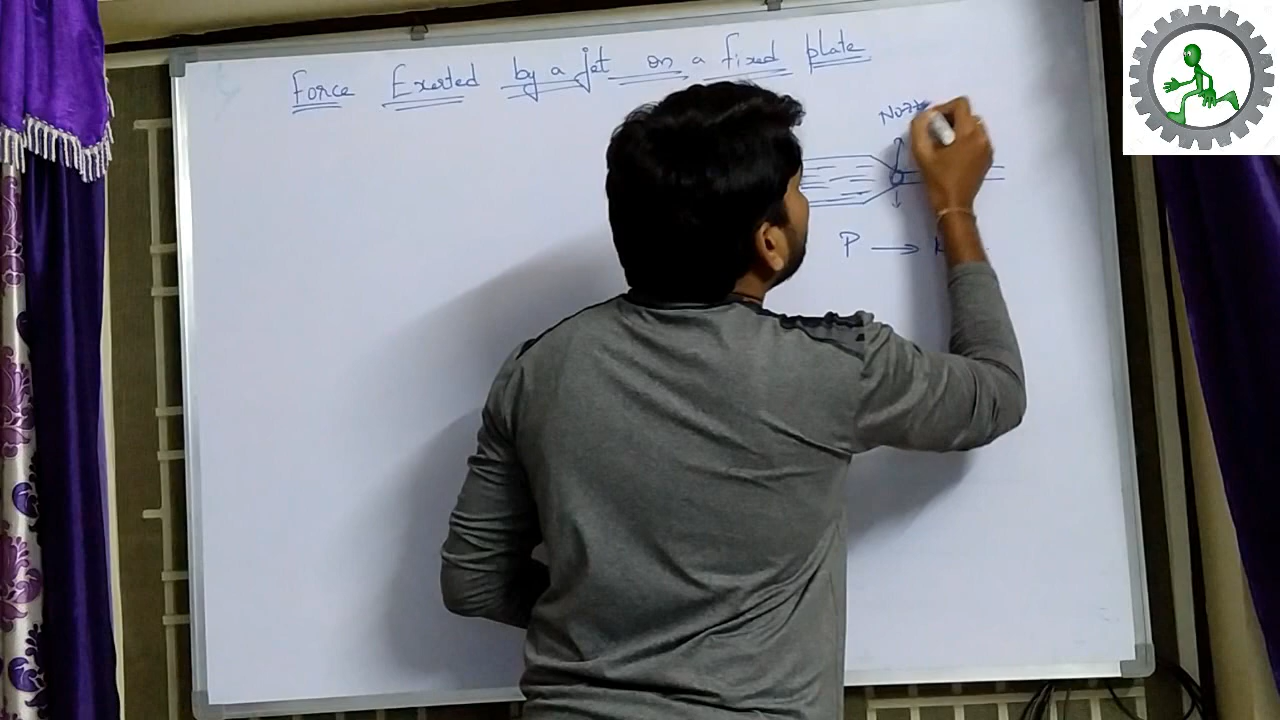 Force Exerted by a jet on a fixed plate
P →